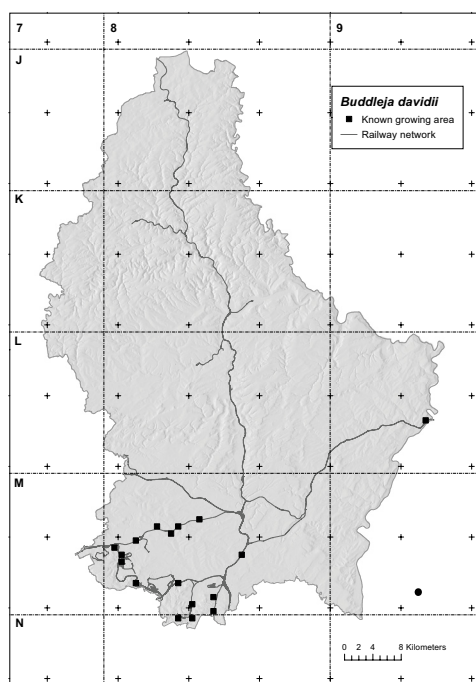 7 8 9
J
Buddleja davidii
Known growing area
Railway network
K
L
M
N
0 2 4 8 Kilometers